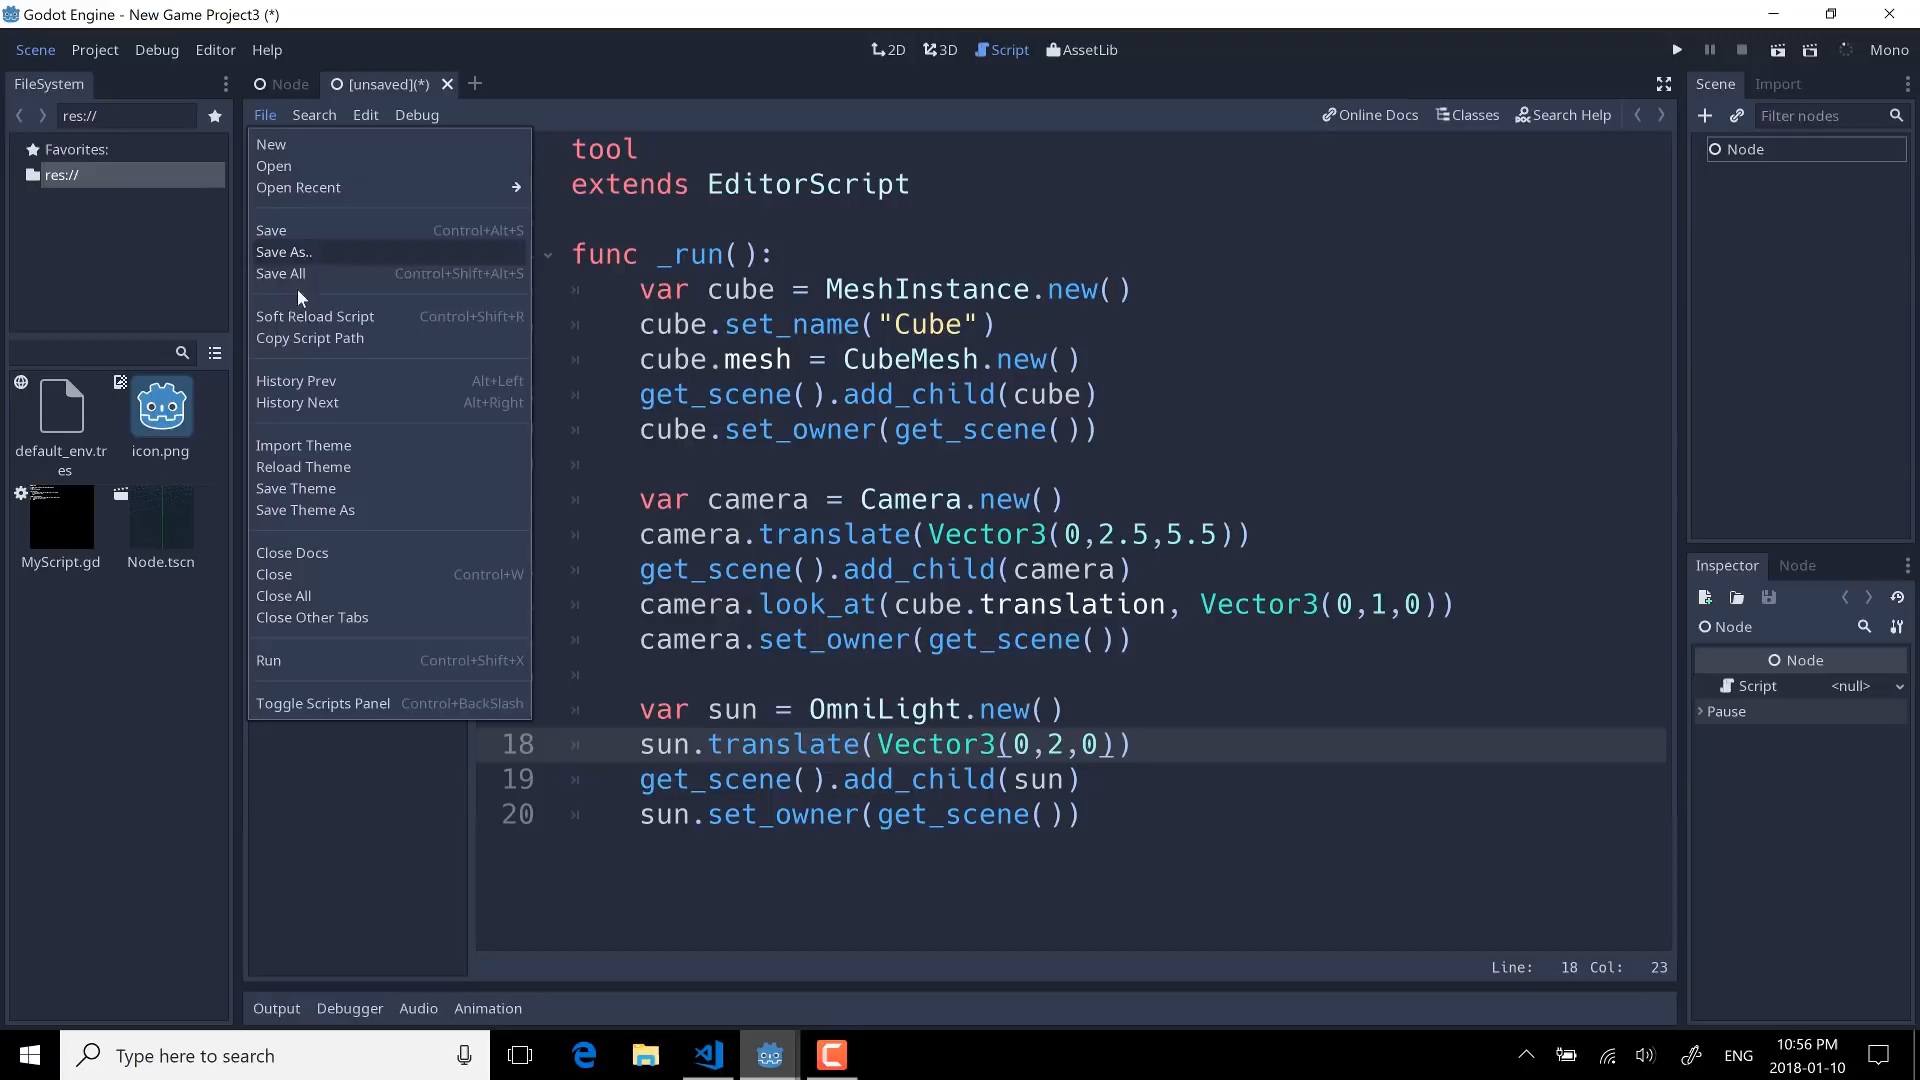 Godot Engine - New Game Project3 (*)
Scene Project Debug Editor Help
2D 3D Script AssetLib
Mono
FileSystem
Node [unsaved](*)
Scene Import
res://
File Search Edit Debug
Online Docs Classes Search Help
Filter nodes
Favorites:
res://
Node
New
Open
Open Recent
Save Control+Alt+S
Save As..
Save All Control+Shift+Alt+S
Soft Reload Script Control+Shift+R
Copy Script Path
History Prev Alt+Left
History Next Alt+Right
Import Theme
Reload Theme
Save Theme
Save Theme As
Close Docs
Close Control+W
Close All
Close Other Tabs
Run Control+Shift+X
Toggle Scripts Panel Control+BackSlash
default_env.tr
es
icon.png
MyScript.gd
Node.tscn
tool
extends EditorScript
func _run():
var cube = MeshInstance.new()
cube.set_name("Cube")
cube.mesh = CubeMesh.new()
get_scene().add_child(cube)
cube.set_owner(get_scene())
var camera = Camera.new()
camera.translate(Vector3(0,2.5,5.5))
get_scene().add_child(camera)
camera.look_at(cube.translation, Vector3(0,1,0))
camera.set_owner(get_scene())
var sun = OmniLight.new()
18 sun.translate(Vector3(0,2,0))
19 get_scene().add_child(sun)
20 sun.set_owner(get_scene())
Line: 18 Col: 23
Inspector Node
Node
Node
Script <null>
Pause
Output Debugger Audio Animation
Type here to search
ENG
10:56 PM
2018-01-10